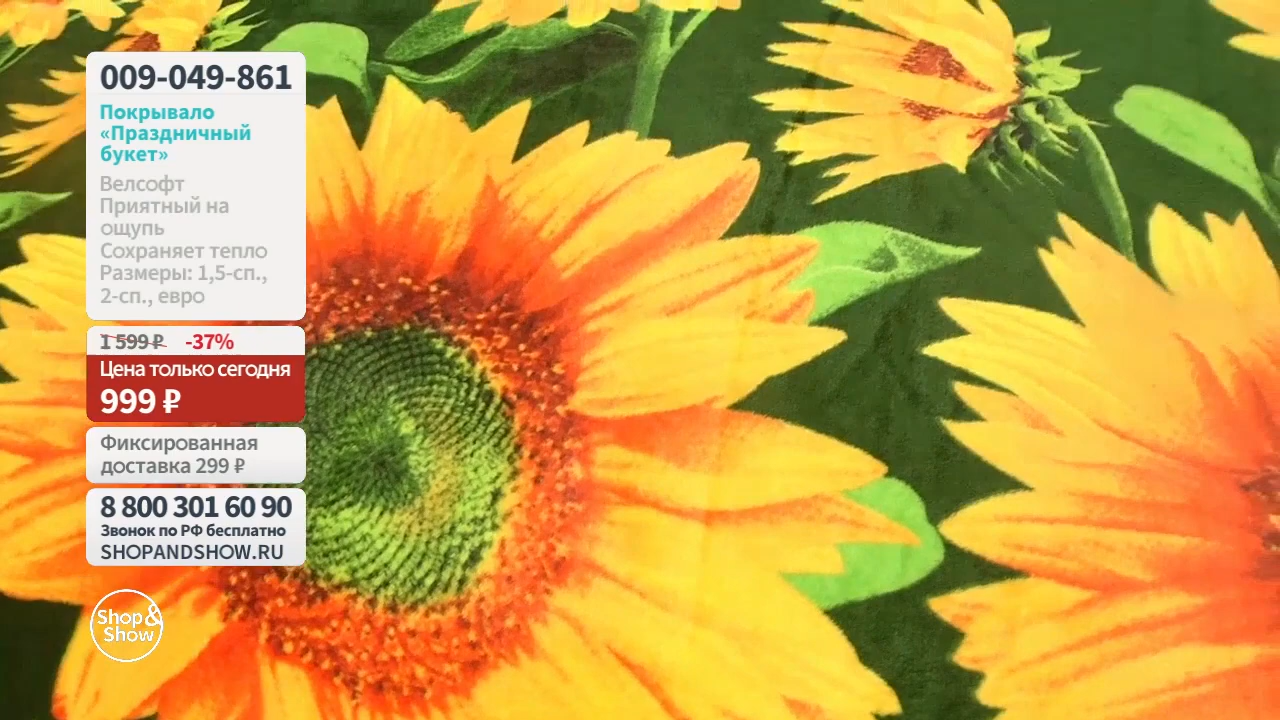 009-049-861
Покрывало
«Праздничный
букет»
Велсофт
Приятный на
ощупь
Сохраняет тепло
Размеры: 1,5-сп.,
2-сп., евро
1 599 ₽ -37%
Цена только сегодня
999 ₽
Фиксированная
доставка 299 ₽
8 800 301 60 90
Звонок по РФ бесплатно
SHOPANDSHOW.RU
Shop&
Show